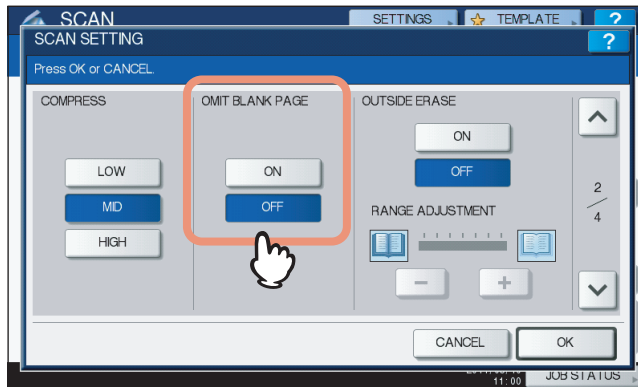 SCAN
SETTINGS
TEMPLATE
?
SCAN SETTING
?
Press OK or CANCEL.
COMPRESS
LOW
MID
HIGH
OMIT BLANK PAGE
ON
OFF
OUTSIDE ERASE
ON
OFF
RANGE ADJUSTMENT
−
+
2
4
CANCEL
OK
11:00
JOB STATUS